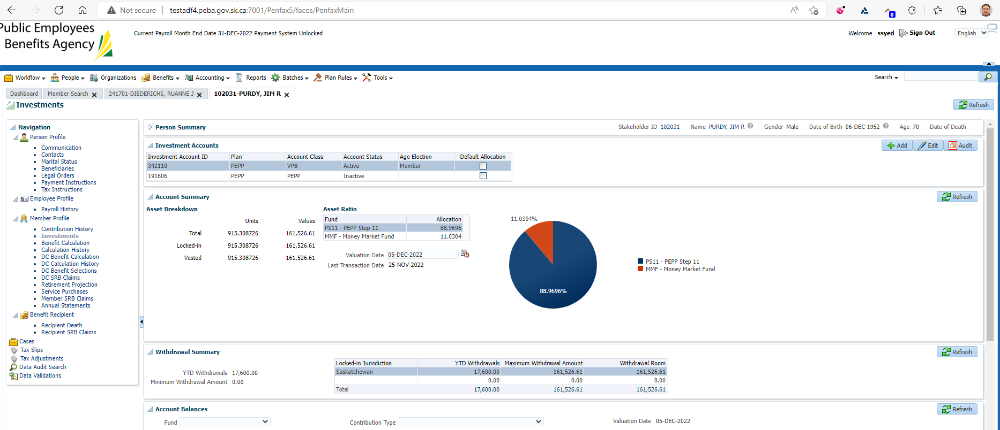 Not secure | testadf4.peba.gov.sk.ca:7001/Penfax5/faces/PenfaxMain
0
Public Employees
Benefits Agency
Current Payroll Month End Date 31-DEC-2022 Payment System Unlocked
Welcome ssyed Sign Out English
Workflow People Organizations Benefits Accounting Reports Batches Plan Rules Tools Search
Dashboard Member Search 241701-DIEDERICHS, RUANNE J 102031-PURDY, JIM R
Investments Refresh
Navigation
Person Profile
Communication
Contacts
Marital Status
Beneficiaries
Legal Orders
Payment Instructions
Tax Instructions
Employee Profile
Payroll History
Member Profile
Contribution History
Investments
Benefit Calculation
Calculation History
DC Benefit Calculation
DC Calculation History
DC Benefit Selections
DC SRB Claims
Retirement Projection
Service Purchases
Member SRB Claims
Annual Statements
Benefit Recipient
Recipient Death
Recipient SRB Claims
Cases
Tax Slips
Tax Adjustments
Data Audit Search
Data Validations
Person Summary Stakeholder ID 102031 Name PURDY, JIM R Gender Male Date of Birth 06-DEC-1952 Age 70 Date of Death
Investment Accounts Add Edit Audit
Investment Account ID Plan Account Class Account Status Age Election Default Allocation
342110 PEPP VPB Active Member
191606 PEPP PEPP Inactive
Account Summary Refresh
Asset Breakdown
Units Values
Total 915.308726 161,526.61
Locked-in 915.308726 161,526.61
Vested 915.308726 161,526.61
Asset Ratio
Fund Allocation
PS11 - PEPP Step 11 88.9696
MMF - Money Market Fund 11.0304
Valuation Date 05-DEC-2022
Last Transaction Date 25-NOV-2022
11.0304%
88.9696%
PS11 - PEPP Step 11
MMF - Money Market Fund
Withdrawal Summary Refresh
YTD Withdrawals 17,600.00
Minimum Withdrawal Amount 0.00
Locked-in Jurisdiction YTD Withdrawals Maximum Withdrawal Amount Withdrawal Room
Saskatchewan 17,600.00 161,526.61 161,526.61
0.00 0.00 0.00
Total 17,600.00 161,526.61 161,526.61
Account Balances Refresh
Fund Contribution Type Valuation Date 05-DEC-2022